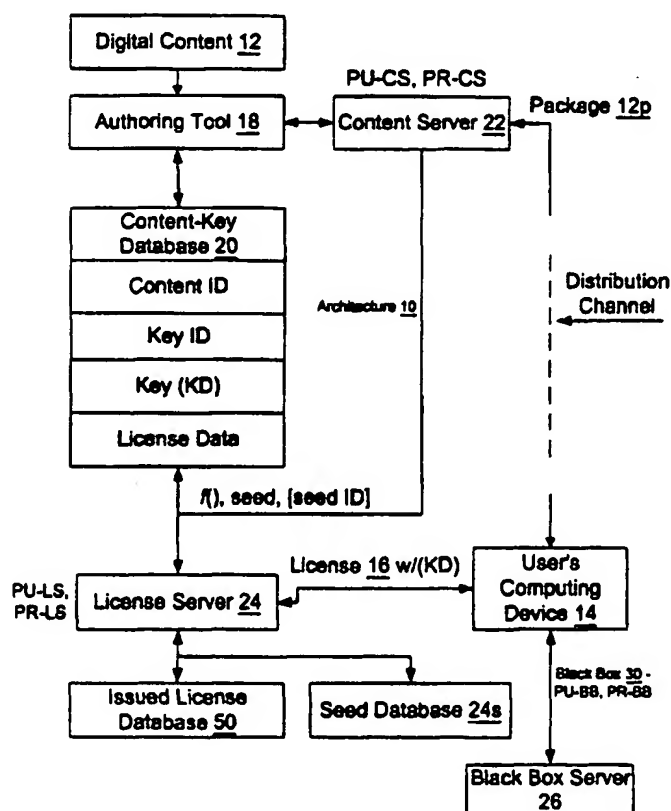 Digital Content 12
Authoring Tool 18
PU-CS, PR-CS
Content Server 22
Package 12p
Content-Key
Database 20
Content ID
Key ID
Key (KD)
License Data
Architecture 10
Distribution
Channel
f(), seed, [seed ID]
PU-LS,
PR-LS
License Server 24
License 16 w/(KD)
User's
Computing
Device 14
Issued License
Database 50
Seed Database 24s
Black Box 30 -
PU-BB, PR-BB
Black Box Server
26